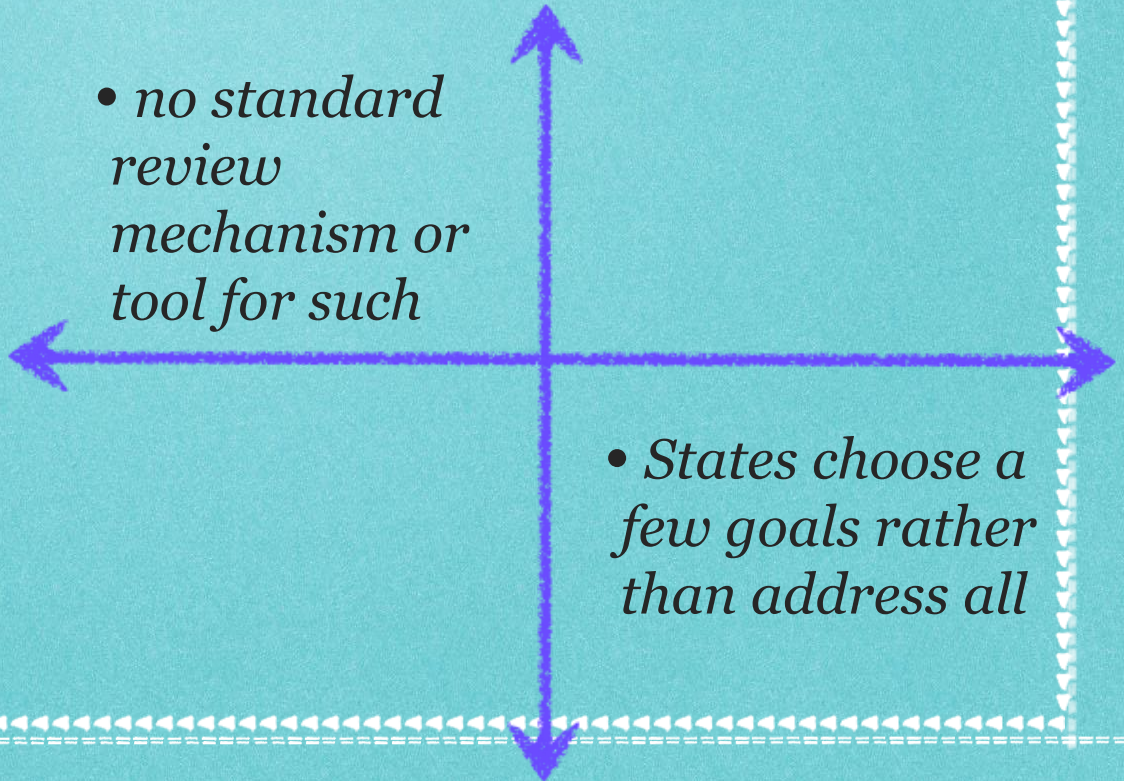 • no standard
review
mechanism or
tool for such
• States choose a
few goals rather
than address all